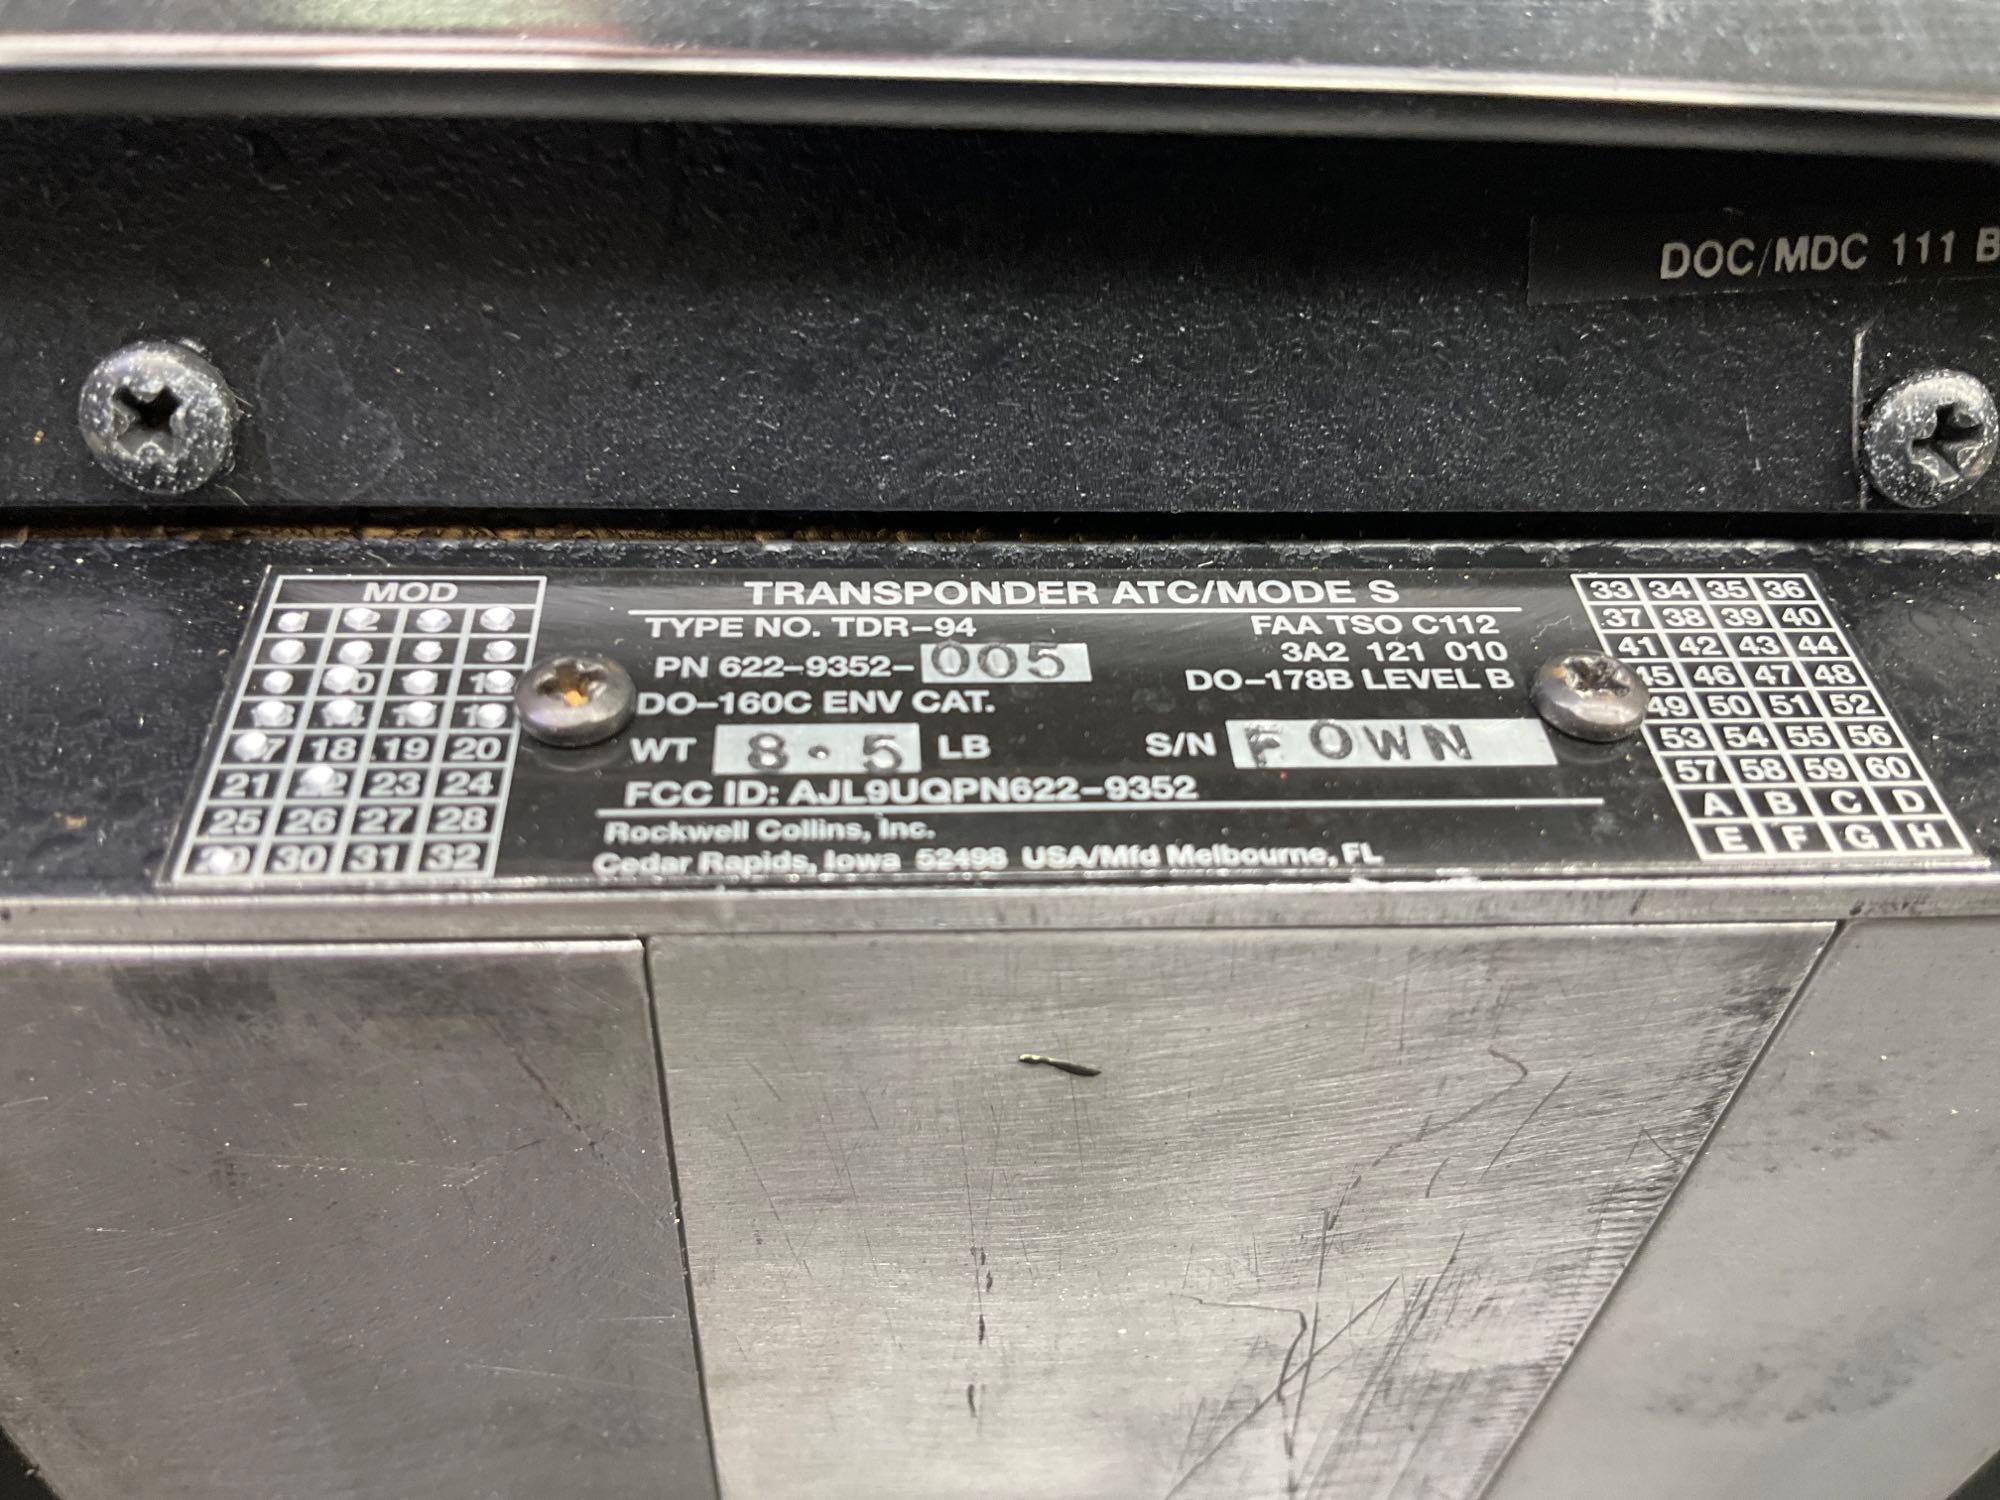 DOC/MDC 111 B
MOD
18 19 20
21 23 24
25 26 27 28
30 31 32
TRANSPONDER ATC/MODE S
TYPE NO. TDR-94
PN 622-9352-005
DO-160C ENV CAT.
WT 8.5 LB
FAA TSO C112
3A2 121 010
DO-178B LEVEL B
S/N F0WN
FCC ID: AJL9UQPN622-9352
Rockwell Collins, Inc.
Cedar Rapids, Iowa 52498 USA/Mfd Melbourne, FL
33 34 35 36
37 38 39 40
41 42 43 44
45 46 47 48
49 50 51 52
53 54 55 56
57 58 59 60
A B C D
E F G H